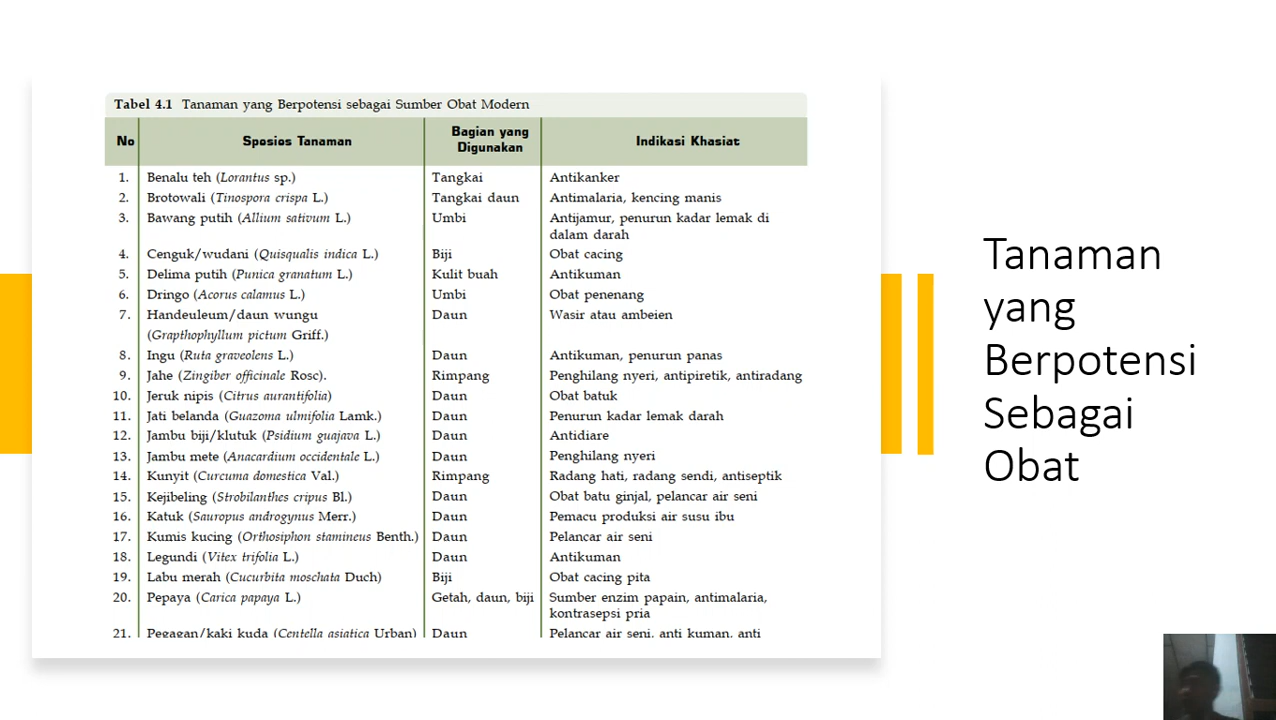 Tabel 4.1 Tanaman yang Berpotensi sebagai Sumber Obat Modern
No Sposios Tanaman Bagian yang Digunakan Indikasi Khasiat
1. Benalu teh (Lorantus sp.) Tangkai Antikanker
2. Brotowali (Tinospora crispa L.) Tangkai daun Antimalaria, kencing manis
3. Bawang putih (Allium sativum L.) Umbi Antijamur, penurun kadar lemak di
dalam darah
4. Cenguk/wudani (Quisqualis indica L.) Biji Obat cacing
5. Delima putih (Punica granatum L.) Kulit buah Antikuman
6. Dringo (Acorus calamus L.) Umbi Obat penenang
7. Handeuleum/daun wungu Daun Wasir atau ambeien
(Grapthophyllum pictum Griff.)
8. Ingu (Ruta graveolens L.) Daun Antikuman, penurun panas
9. Jahe (Zingiber officinale Rosc). Rimpang Penghilang nyeri, antipiretik, antiradang
10. Jeruk nipis (Citrus aurantifolia) Daun Obat batuk
11. Jati belanda (Guazoma ulmifolia Lamk.) Daun Penurun kadar lemak darah
12. Jambu biji/klutuk (Psidium guajava L.) Daun Antidiare
13. Jambu mete (Anacardium occidentale L.) Daun Penghilang nyeri
14. Kunyit (Curcuma domestica Val.) Rimpang Radang hati, radang sendi, antiseptik
15. Kejibeling (Strobilanthes cripus Bl.) Daun Obat batu ginjal, pelancar air seni
16. Katuk (Sauropus androgynus Merr.) Daun Pemacu produksi air susu ibu
17. Kumis kucing (Orthosiphon stamineus Benth.) Daun Pelancar air seni
18. Legundi (Vitex trifolia L.) Daun Antikuman
19. Labu merah (Cucurbita moschata Duch) Biji Obat cacing pita
20. Pepaya (Carica papaya L.) Getah, daun, biji Sumber enzim papain, antimalaria,
kontrasepsi pria
21. Pegagan/kaki kuda (Centella asiatica Urban) Daun Pelancar air seni, anti kuman, anti
Tanaman
yang
Berpotensi
Sebagai
Obat